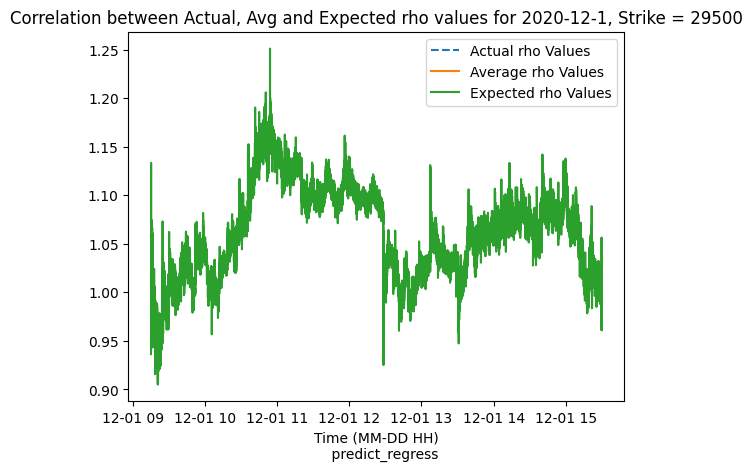 Correlation between Actual, Avg and Expected rho values for 2020-12-1, Strike = 29500
Actual rho Values
Average rho Values
Expected rho Values
1.25
1.20
1.15
1.10
1.05
1.00
0.95
0.90
12-01 09 12-01 10 12-01 11 12-01 12 12-01 13 12-01 14 12-01 15
Time (MM-DD HH)
predict_regress